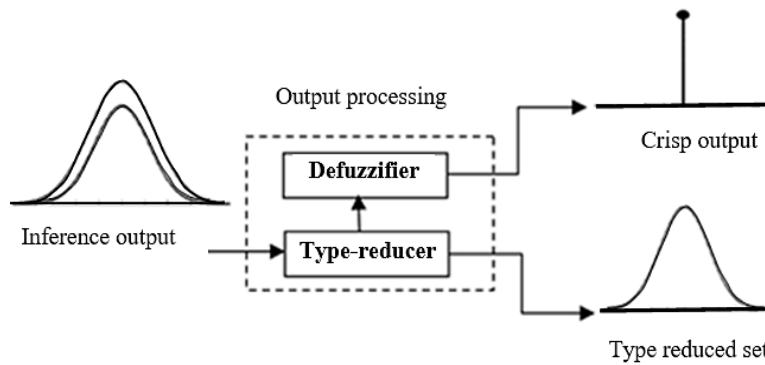 Output processing
Crisp output
Defuzzifier
Inference output
Type-reducer
Type reduced set